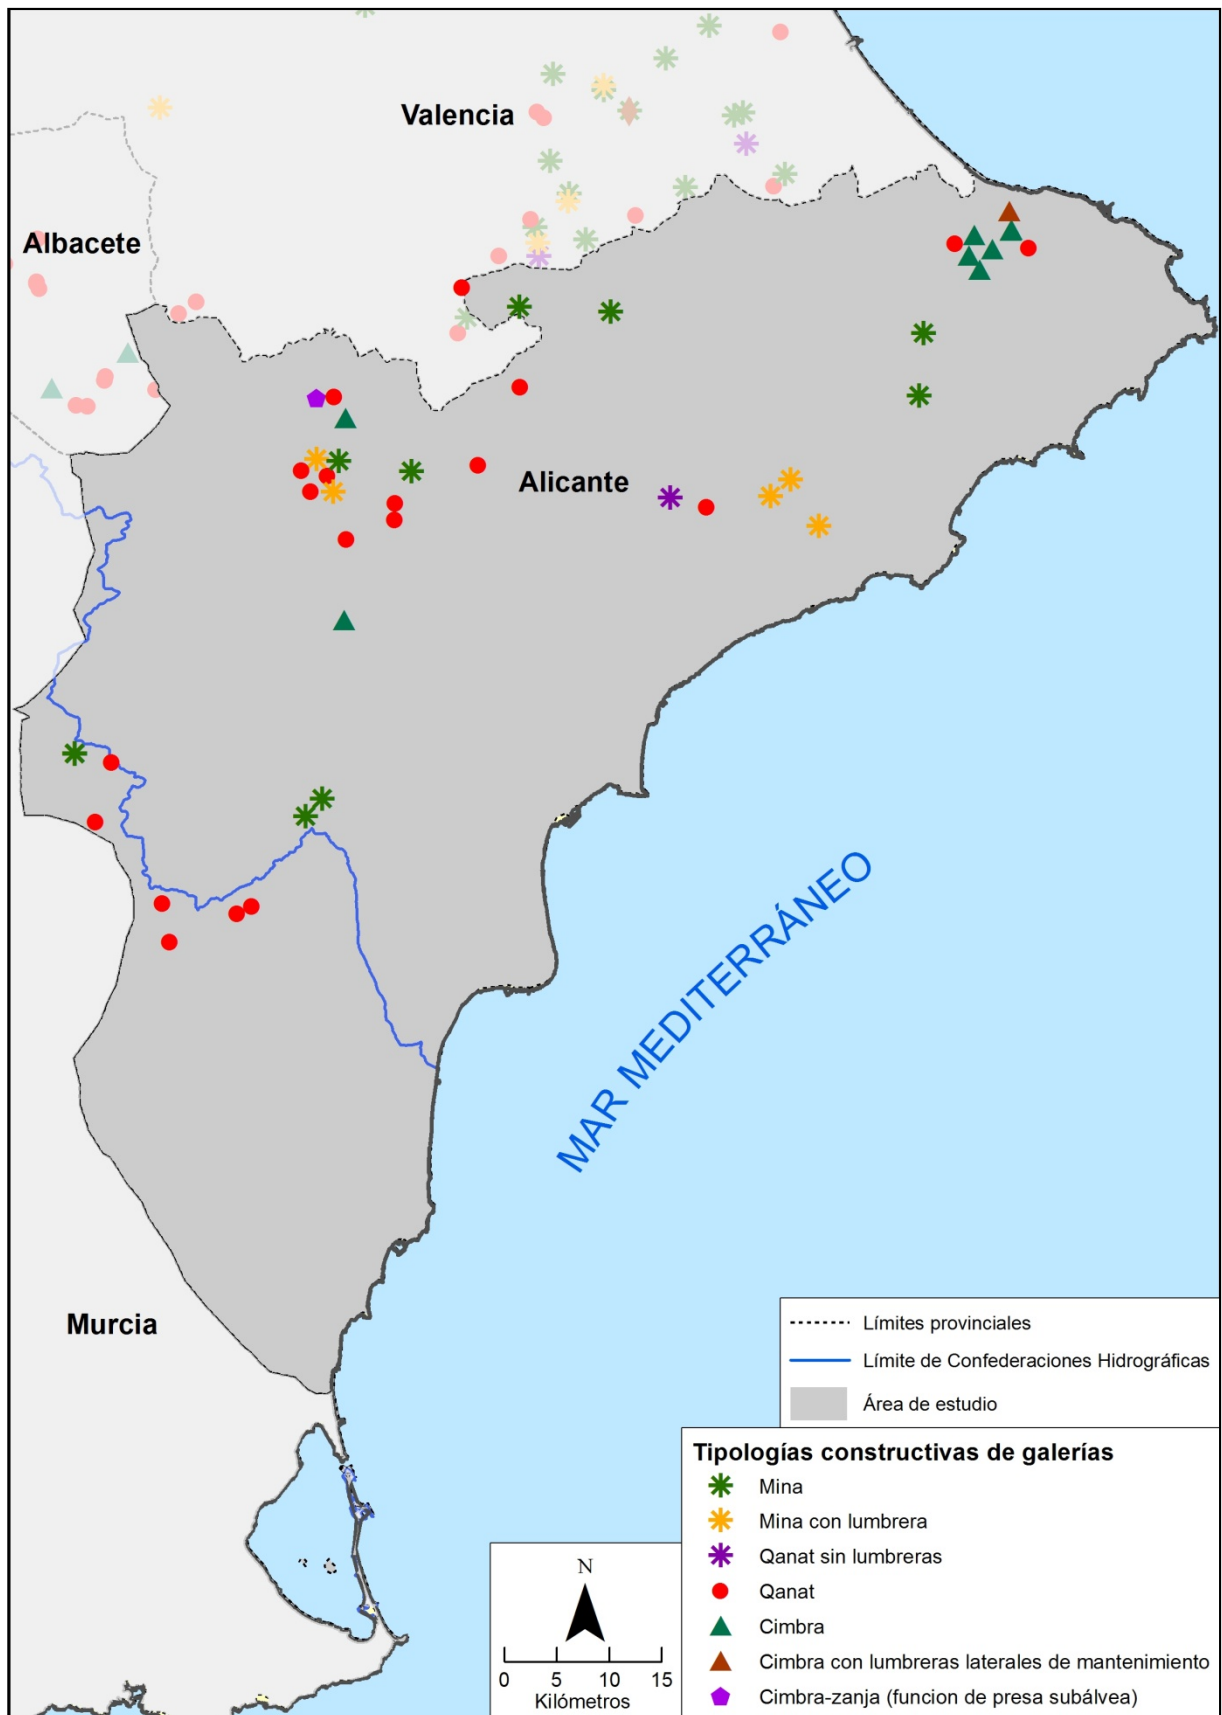 Valencia
Albacete
Alicante
MAR MEDITERRÁNEO
Murcia
Límites provinciales
Límite de Confederaciones Hidrográficas
Área de estudio
Tipologías constructivas de galerías
Mina
Mina con lumbrera
Qanat sin lumbreras
Qanat
Cimbra
Cimbra con lumbreras laterales de mantenimiento
Cimbra-zanja (funcion de presa subálvea)
N
0 5 10 15
Kilómetros